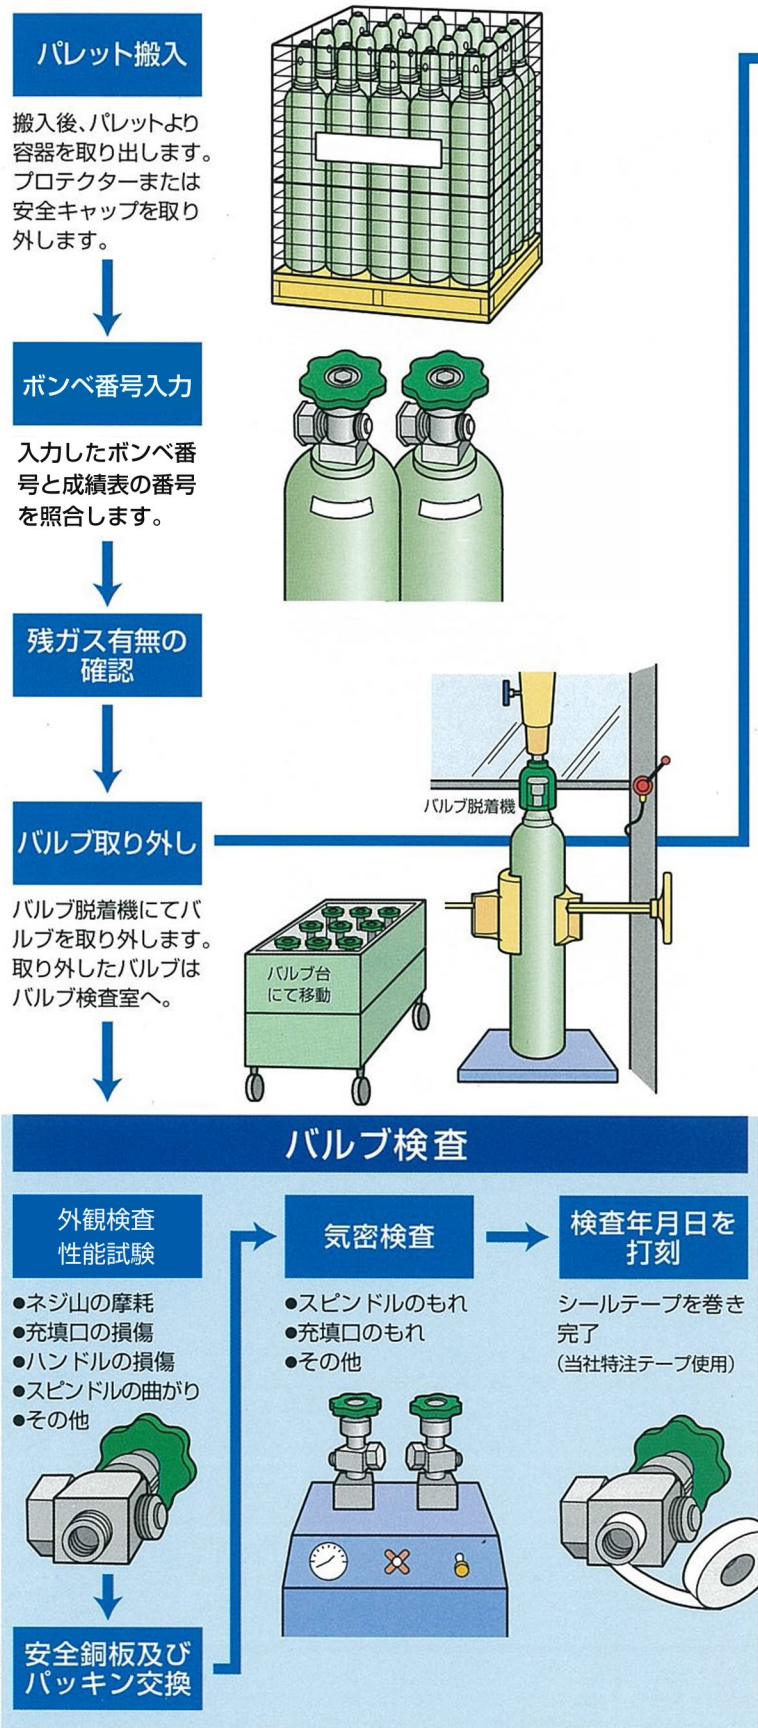 パレット搬入
搬入後、パレットより
容器を取り出します。
プロテクターまたは
安全キャップを取り
外します。
ボンベ番号入力
入力したボンベ番
号と成績表の番号
を照合します。
残ガス有無の
確認
バルブ取り外し
バルブ脱着機にてバ
ルブを取り外します。
取り外したバルブは
バルブ検査室へ。
バルブ脱着機
バルブ台
にて移動
バルブ検査
外観検査
性能試験
●ネジ山の摩耗
●充填口の損傷
●ハンドルの損傷
●スピンドルの曲がり
●その他
安全銅板及び
パッキン交換
気密検査
●スピンドルのもれ
●充填口のもれ
●その他
検査年月日を
打刻
シールテープを巻き
完了
(当社特注テープ使用)